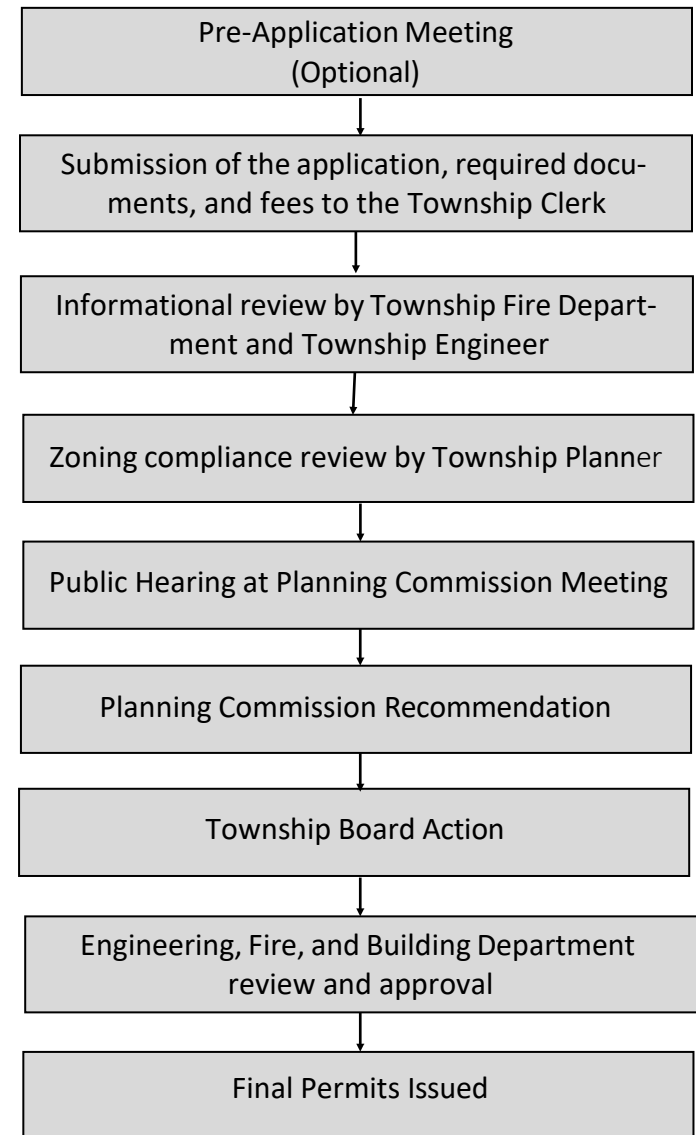 Pre-Application Meeting
(Optional)
Submission of the application, required docu-
ments, and fees to the Township Clerk
Informational review by Township Fire Depart-
ment and Township Engineer
Zoning compliance review by Township Planner
Public Hearing at Planning Commission Meeting
Planning Commission Recommendation
Township Board Action
Engineering, Fire, and Building Department
review and approval
Final Permits Issued